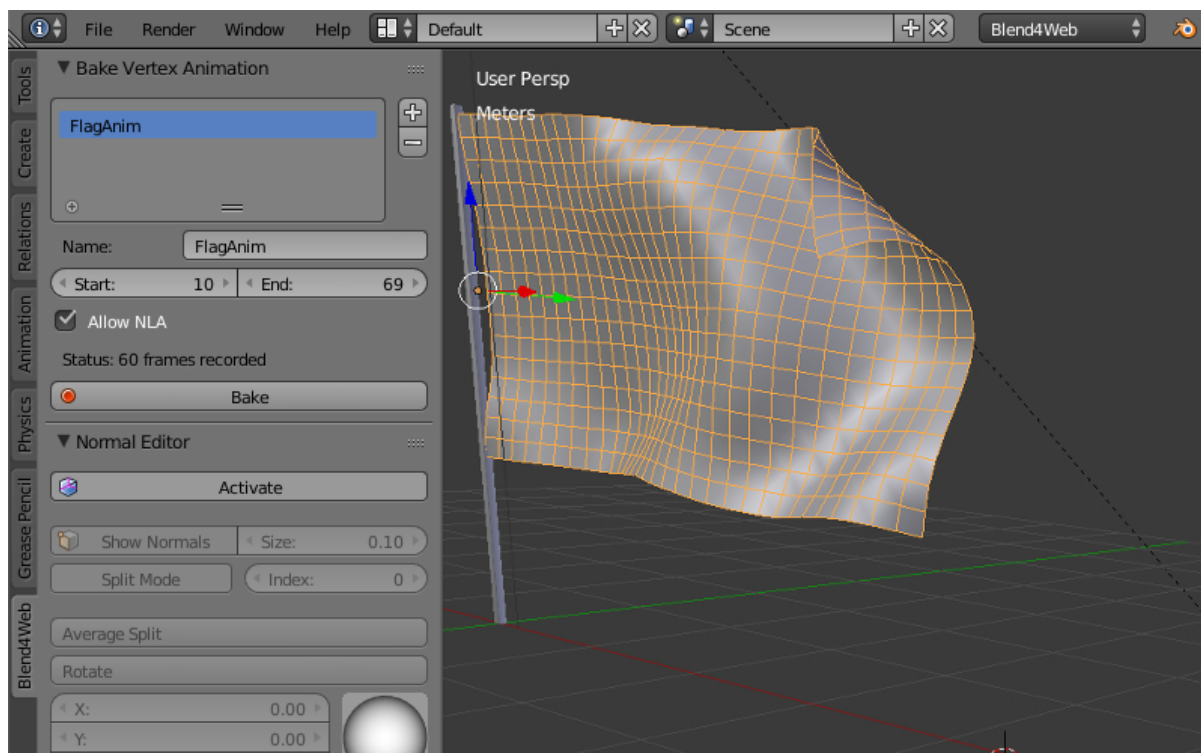 File Render Window Help Default Scene Blend4Web
Tools
Create
Relations
Animation
Physics
Grease Pencil
Blend4Web
Bake Vertex Animation
FlagAnim
Name: FlagAnim
Start: 10 End: 69
Allow NLA
Status: 60 frames recorded
Bake
Normal Editor
Activate
Show Normals Size: 0.10
Split Mode Index: 0
Average Split
Rotate
X: 0.00
Y: 0.00
User Persp
Meters